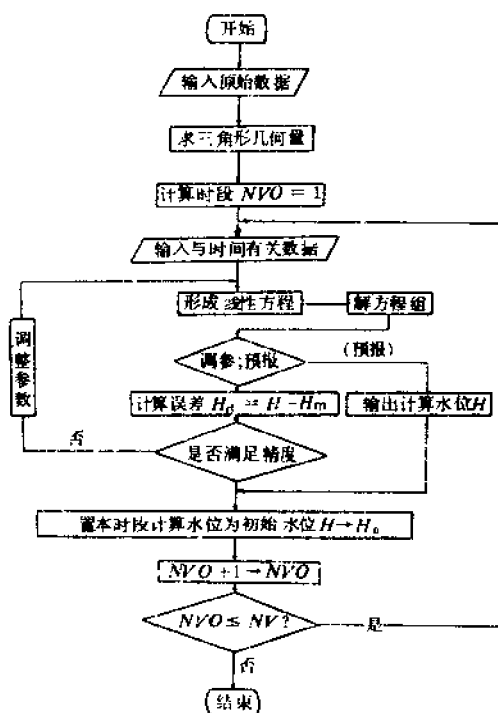 开始
输入原始数据
求三角形几何量
计算时段 NVO = 1
输入与时间有关数据
形成线性方程
解方程组
调整参数
调参;预报
(预报)
计算误差 Hd = H - Hm
输出计算水位H
否
是否满足精度
置本时段计算水位为初始水位 H→H₀
NVO + 1→NVO
NVO ≤ NV?
是
否
结束